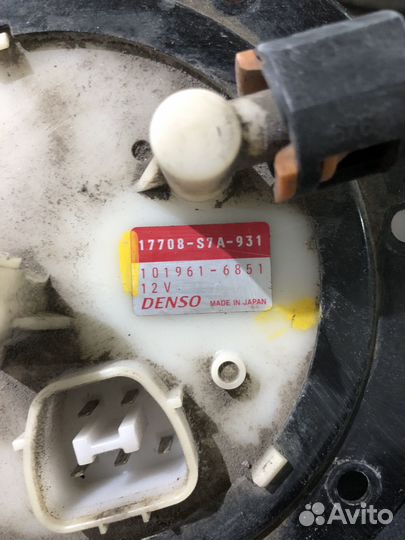 17708-S7A-931
101961-6851
12V
DENSO MADE IN JAPAN
Avito